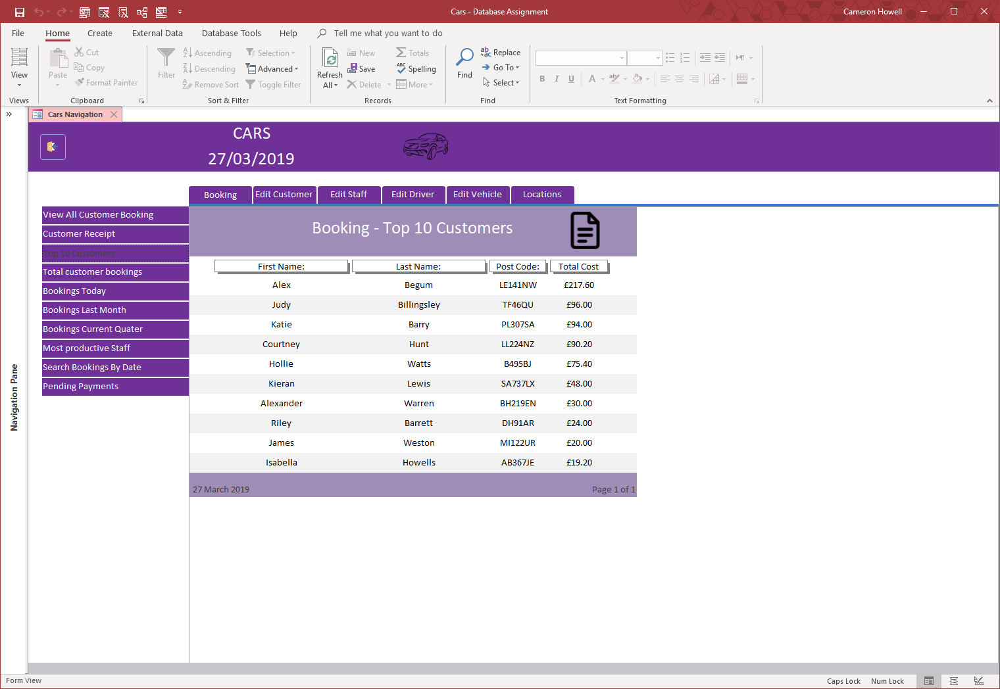 Cars - Database Assignment
Cameron Howell
File Home Create External Data Database Tools Help Tell me what you want to do
View
Views
Paste
Cut
Copy
Format Painter
Clipboard
Filter
Ascending
Descending
Remove Sort
Selection
Advanced
Toggle Filter
Sort & Filter
Refresh
All
New
Save
Delete
Totals
Spelling
More
Records
Find
Replace
Go To
Select
Find
B I U A
Text Formatting
Cars Navigation
Navigation Pane
CARS
27/03/2019
Booking Edit Customer Edit Staff Edit Driver Edit Vehicle Locations
View All Customer Booking
Customer Receipt
Top 10 Customers
Total customer bookings
Bookings Today
Bookings Last Month
Bookings Current Quater
Most productive Staff
Search Bookings By Date
Pending Payments
Booking - Top 10 Customers
First Name: Last Name: Post Code: Total Cost
Alex Begum LE141NW £217.60
Judy Billingsley TF46QU £96.00
Katie Barry PL307SA £94.00
Courtney Hunt LL224NZ £90.20
Hollie Watts B495BJ £75.40
Kieran Lewis SA737LX £48.00
Alexander Warren BH219EN £30.00
Riley Barrett DH91AR £24.00
James Weston MI122UR £20.00
Isabella Howells AB367JE £19.20
27 March 2019 Page 1 of 1
Form View Caps Lock Num Lock